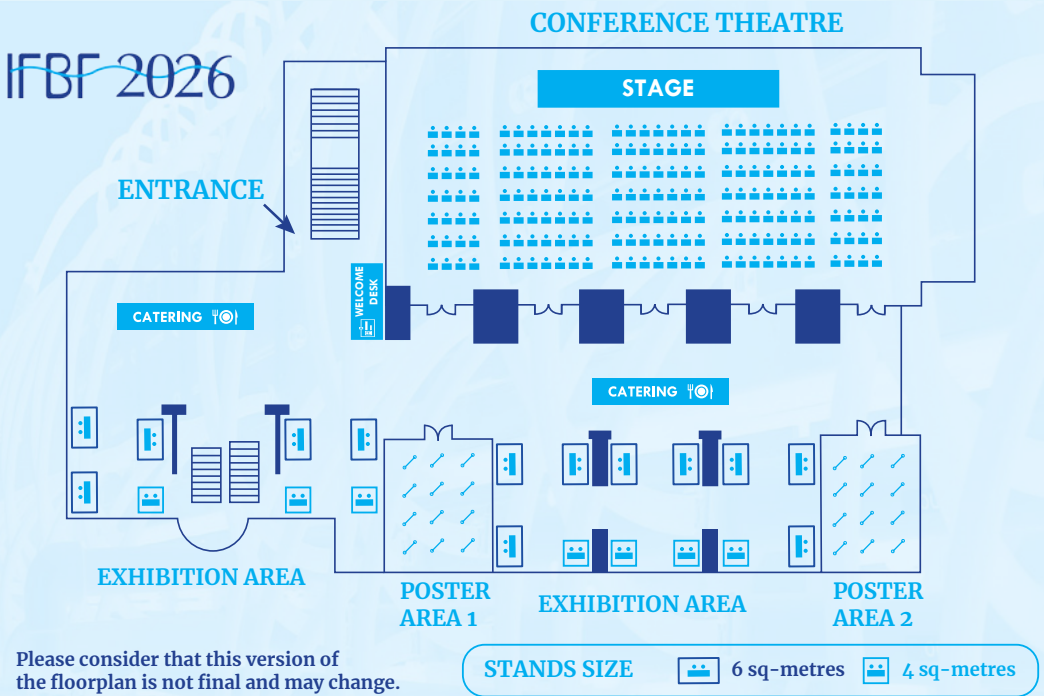 CONFERENCE THEATRE
IFBF 2026
STAGE
ENTRANCE
WELCOME
DESK
CATERING
CATERING
EXHIBITION AREA
POSTER
AREA 1
EXHIBITION AREA
POSTER
AREA 2
Please consider that this version of
the floorplan is not final and may change.
STANDS SIZE
6 sq-metres
4 sq-metres